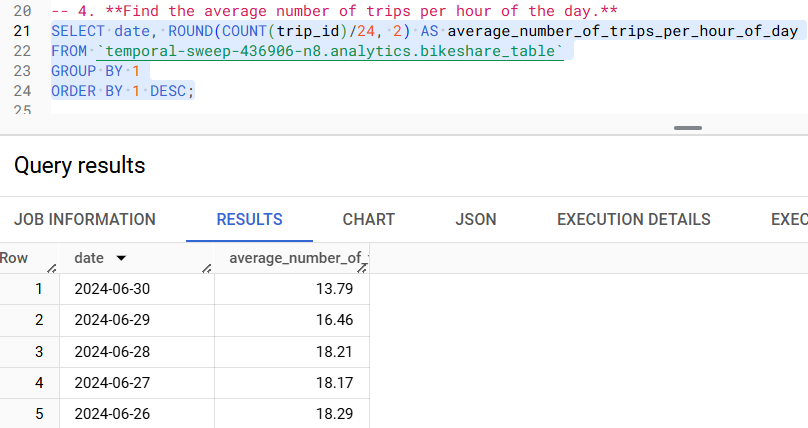 20 -- 4. **Find the average number of trips per hour of the day.**
21 SELECT date, ROUND(COUNT(trip_id)/24, 2) AS average_number_of_trips_per_hour_of_day
22 FROM `temporal-sweep-436906-n8.analytics.bikeshare_table`
23 GROUP BY 1
24 ORDER BY 1 DESC;
25
Query results
JOB INFORMATION RESULTS CHART JSON EXECUTION DETAILS EXEC
Row date average_number_of_
1 2024-06-30 13.79
2 2024-06-29 16.46
3 2024-06-28 18.21
4 2024-06-27 18.17
5 2024-06-26 18.29